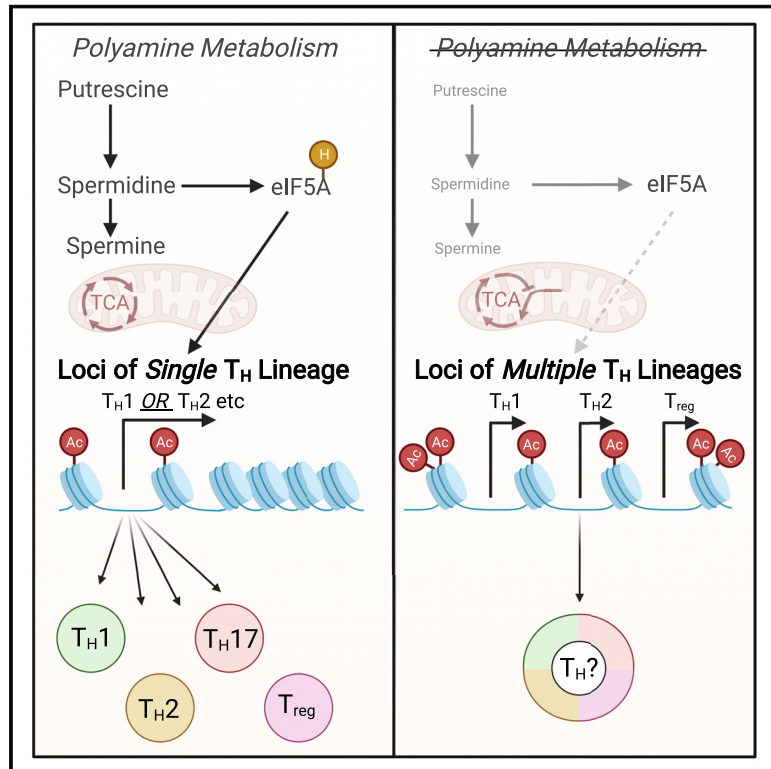 Polyamine Metabolism
Putrescine
H
Spermidine
eIF5A
Spermine
TCA
Loci of Single TH Lineage
TH1 OR TH2 etc
Ac
Ac
TH1
TH17
TH2
Treg
Polyamine Metabolism
Putrescine
Spermidine
eIF5A
Spermine
TCA
Loci of Multiple TH Lineages
TH1
TH2
Treg
Ac
Ac
Ac
Ac
Ac
Ac
TH?